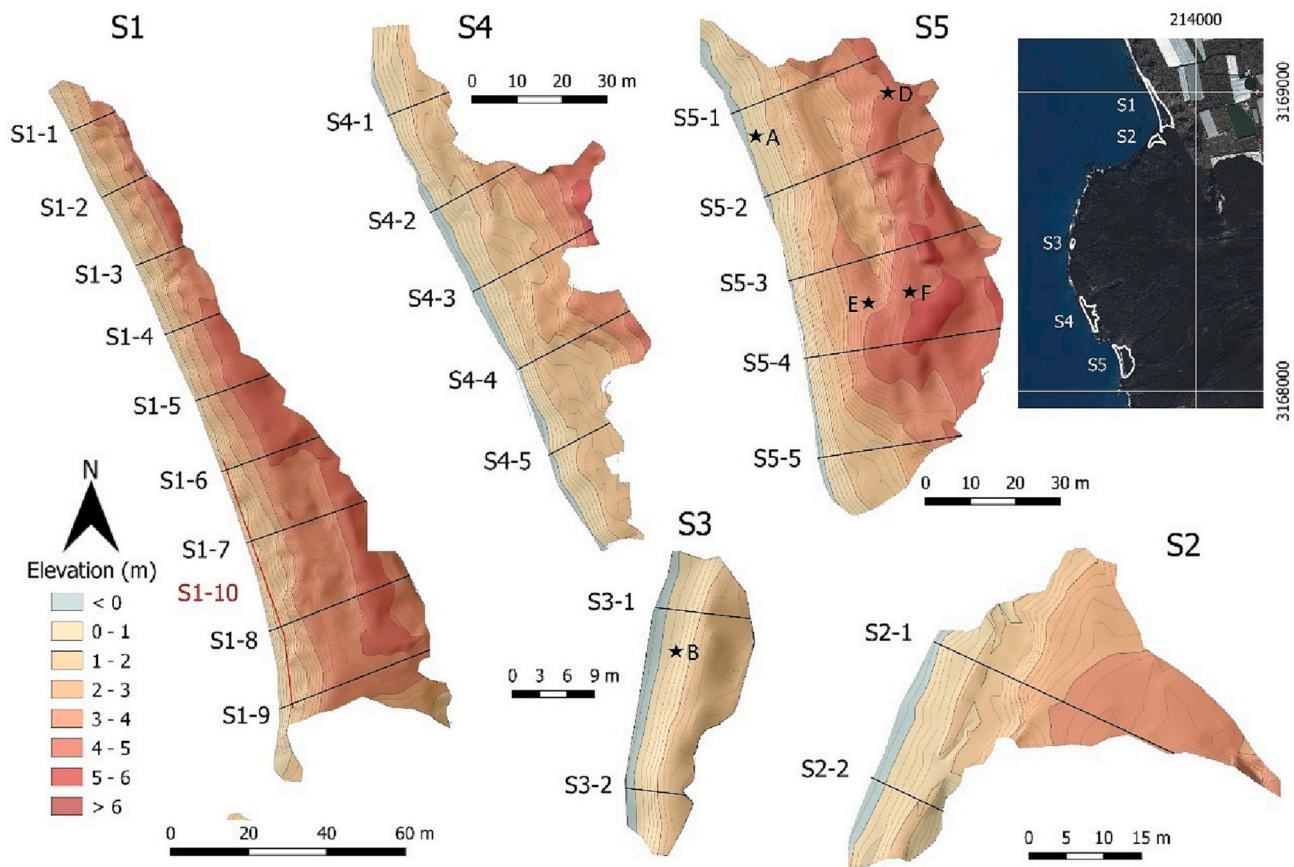 S1
S1-1
S1-2
S1-3
S1-4
S1-5
S1-6
S1-7
S1-10
S1-8
S1-9
N
Elevation (m)
< 0
0 - 1
1 - 2
2 - 3
3 - 4
4 - 5
5 - 6
> 6
0 20 40 60 m
S4
0 10 20 30 m
S4-1
S4-2
S4-3
S4-4
S4-5
S5
S5-1
S5-2
S5-3
S5-4
S5-5
A
D
E
F
0 10 20 30 m
214000
3169000
3168000
S1
S2
S3
S4
S5
S3
S3-1
B
0 3 6 9 m
S3-2
S2
S2-1
S2-2
0 5 10 15 m